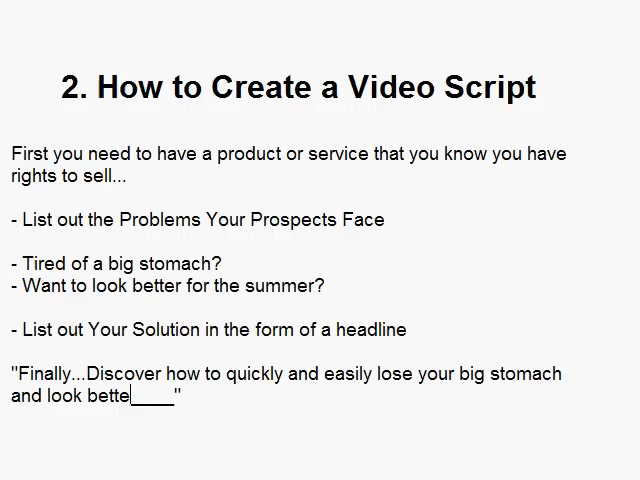 2. How to Create a Video Script
First you need to have a product or service that you know you have
rights to sell...
- List out the Problems Your Prospects Face
- Tired of a big stomach?
- Want to look better for the summer?
- List out Your Solution in the form of a headline
"Finally...Discover how to quickly and easily lose your big stomach
and look bette____"